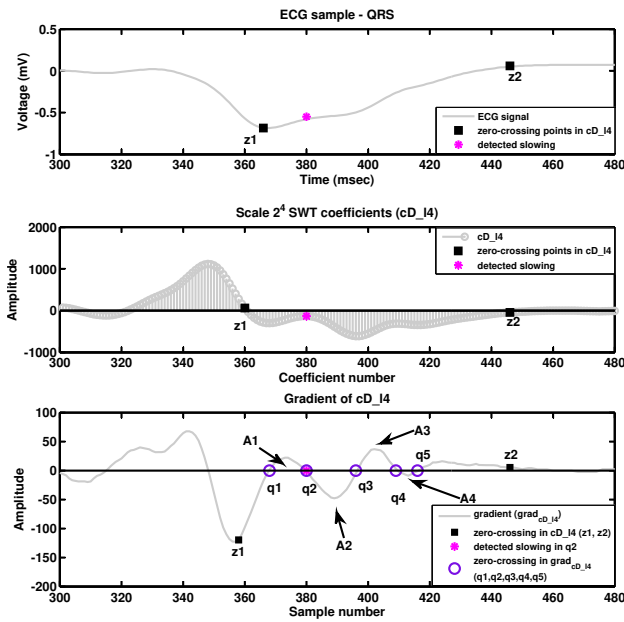 ECG sample - QRS
0.5
0
-0.5
-1
Voltage (mV)
z1
z2
ECG signal
zero-crossing points in cD_l4
detected slowing
300 320 340 360 380 400 420 440 460 480
Time (msec)
Scale 2^4 SWT coefficients (cD_l4)
2000
1000
0
-1000
Amplitude
z1
z2
cD_l4
zero-crossing points in cD_l4
detected slowing
300 320 340 360 380 400 420 440 460 480
Coefficient number
Gradient of cD_l4
100
50
0
-50
-100
-150
-200
Amplitude
A1
A3
q5
z2
q1
q2
q3
q4
A4
z1
A2
gradient (grad_cD_l4)
zero-crossing in cD_l4 (z1, z2)
detected slowing in q2
zero-crossing in grad_cD_l4
(q1,q2,q3,q4,q5)
300 320 340 360 380 400 420 440 460 480
Sample number